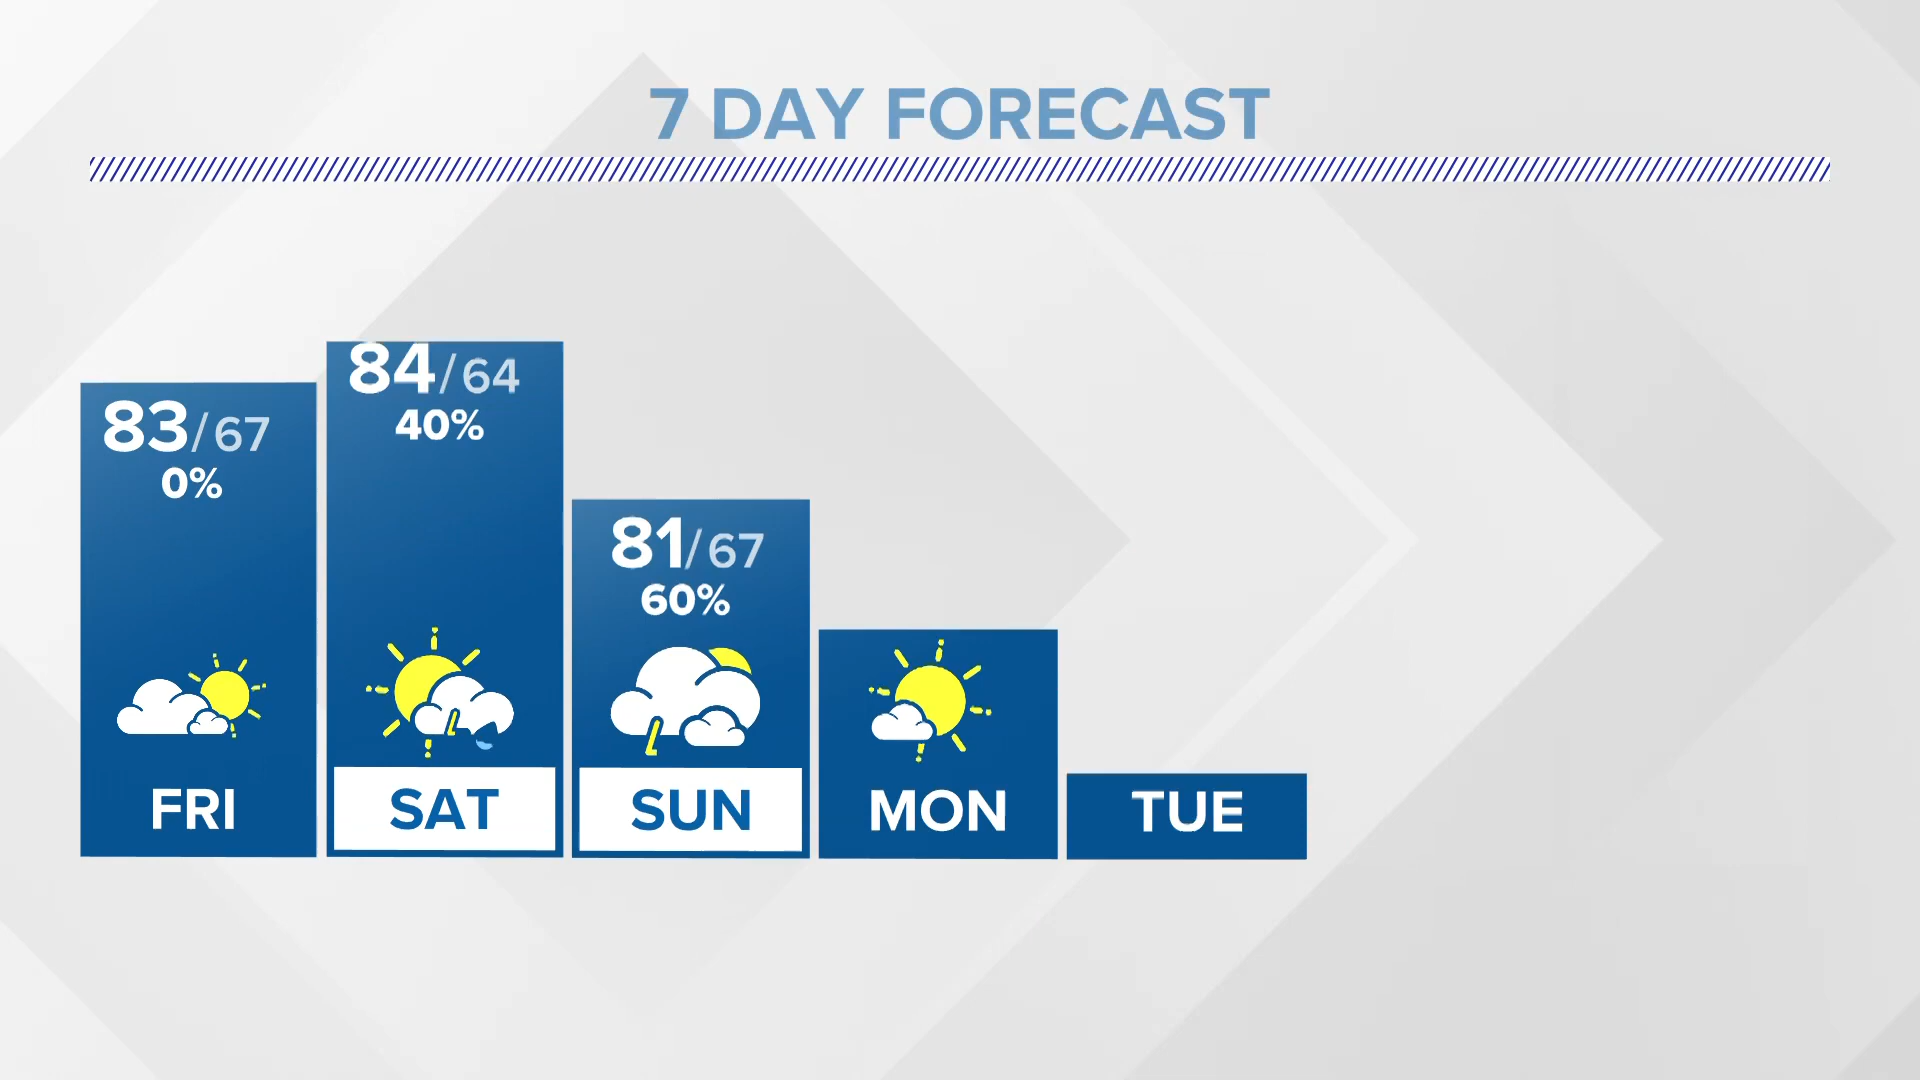 7 DAY FORECAST
83/67
0%
FRI
84/64
40%
SAT
81/67
60%
SUN
MON
TUE